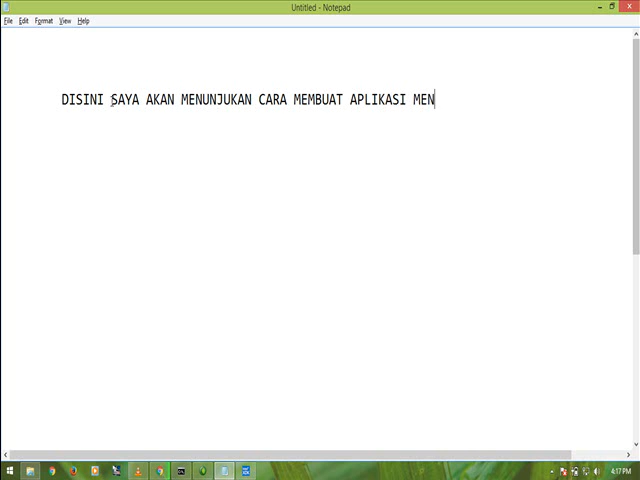 Untitled - Notepad
File Edit Format View Help
DISINI SAYA AKAN MENUNJUKAN CARA MEMBUAT APLIKASI MEN
4:17 PM